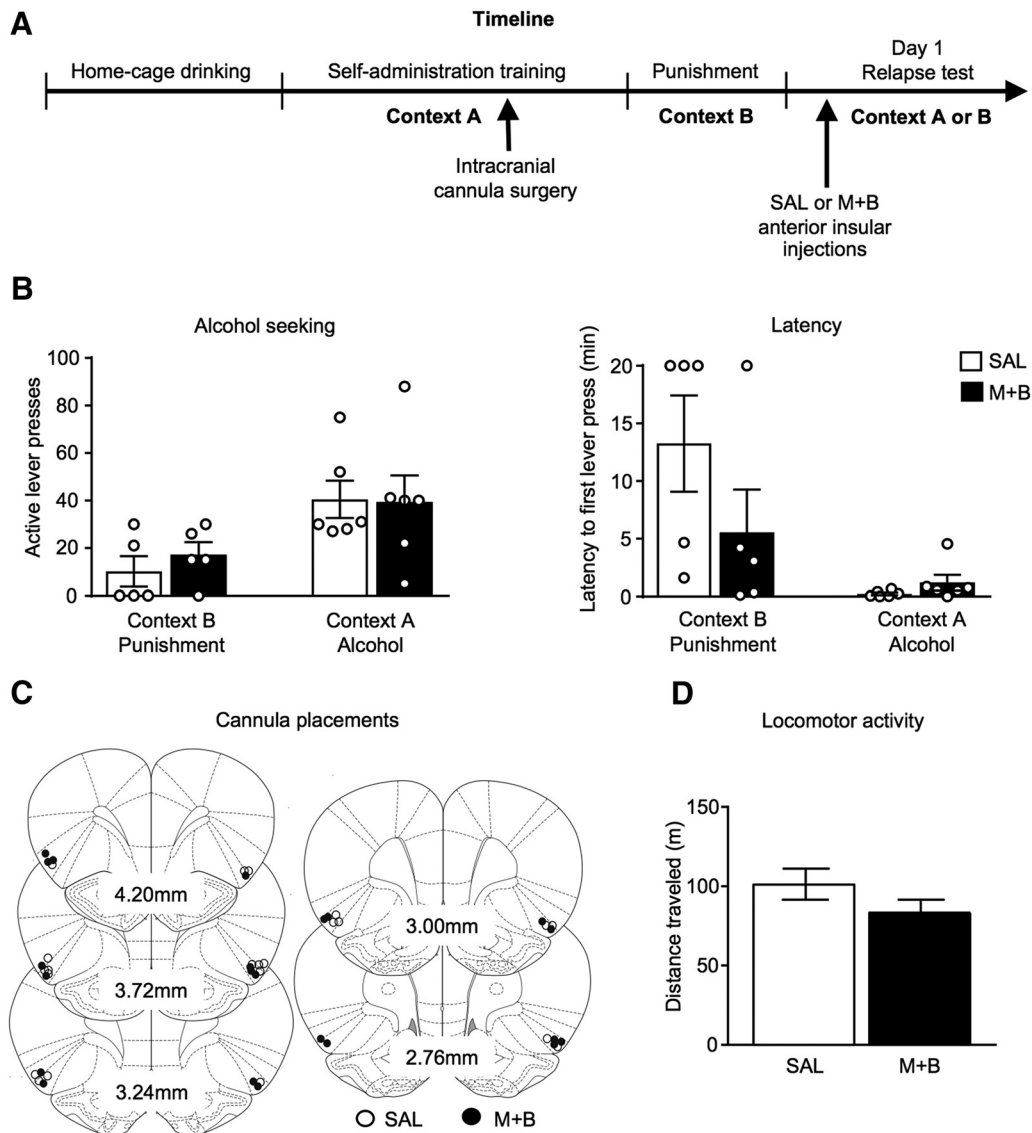 A
Timeline
Home-cage drinking
Self-administration training
Punishment
Day 1
Relapse test
Context A
Context B
Context A or B
Intracranial
cannula surgery
SAL or M+B
anterior insular
injections
B
Alcohol seeking
Active lever presses
100
80
60
40
20
0
Context B
Punishment
Context A
Alcohol
Latency
Latency to first lever press (min)
20
15
10
5
0
Context B
Punishment
Context A
Alcohol
SAL
M+B
C
Cannula placements
4.20mm
3.72mm
3.24mm
3.00mm
2.76mm
SAL
M+B
D
Locomotor activity
Distance traveled (m)
150
100
50
0
SAL
M+B